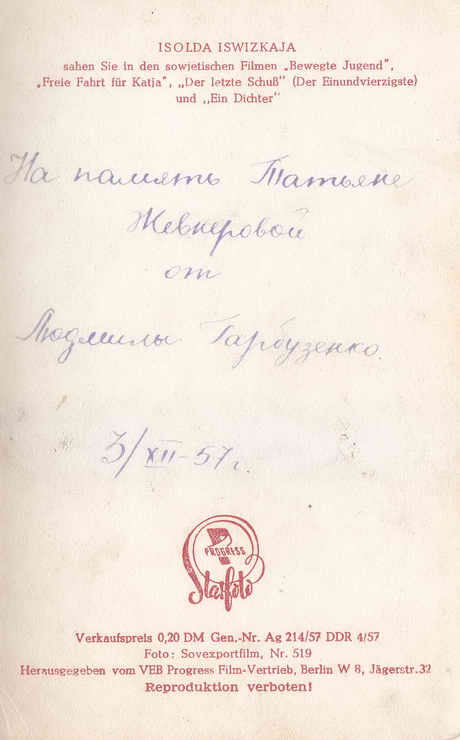 ISOLDA ISWIZKAJA
sahen Sie in den sowjetischen Filmen „Bewegte Jugend",
„Freie Fahrt für Katja", „Der letzte Schuß" (Der Einundvierzigste)
und „Ein Dichter"
На память Татьяне
Жевнеровой
от
Людмилы Гарбузенко.
3/XII-57 г.
PROGRESS
Starfoto
Verkaufspreis 0,20 DM Gen.-Nr. Ag 214/57 DDR 4/57
Foto: Sovexportfilm, Nr. 519
Herausgegeben vom VEB Progress Film-Vertrieb, Berlin W 8, Jägerstr. 32
Reproduktion verboten!